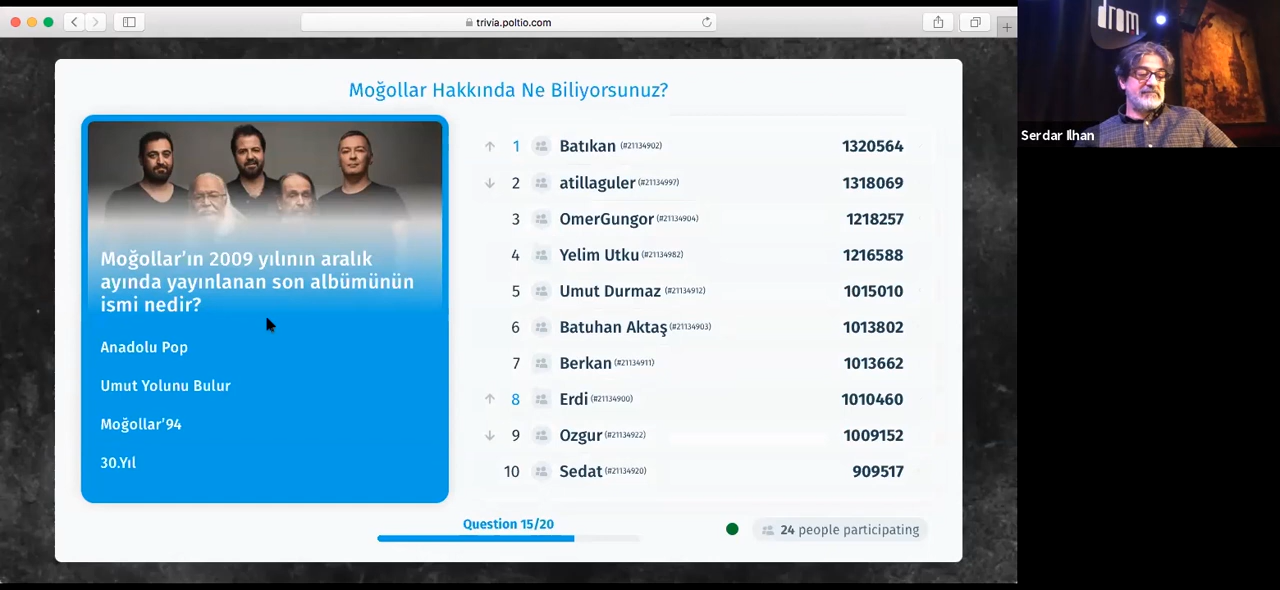 trivia.poltio.com
drom
Serdar Ilhan
Moğollar Hakkında Ne Biliyorsunuz?
Moğollar'ın 2009 yılının aralık
ayında yayınlanan son albümünün
ismi nedir?
Anadolu Pop
Umut Yolunu Bulur
Moğollar'94
30.Yıl
1 Batıkan (#21134902) 1320564
2 atillaguler (#21134997) 1318069
3 OmerGungor (#21134904) 1218257
4 Yelim Utku (#21134982) 1216588
5 Umut Durmaz (#21134912) 1015010
6 Batuhan Aktaş (#21134903) 1013802
7 Berkan (#21134911) 1013662
8 Erdi (#21134900) 1010460
9 Ozgur (#21134922) 1009152
10 Sedat (#21134920) 909517
Question 15/20
24 people participating